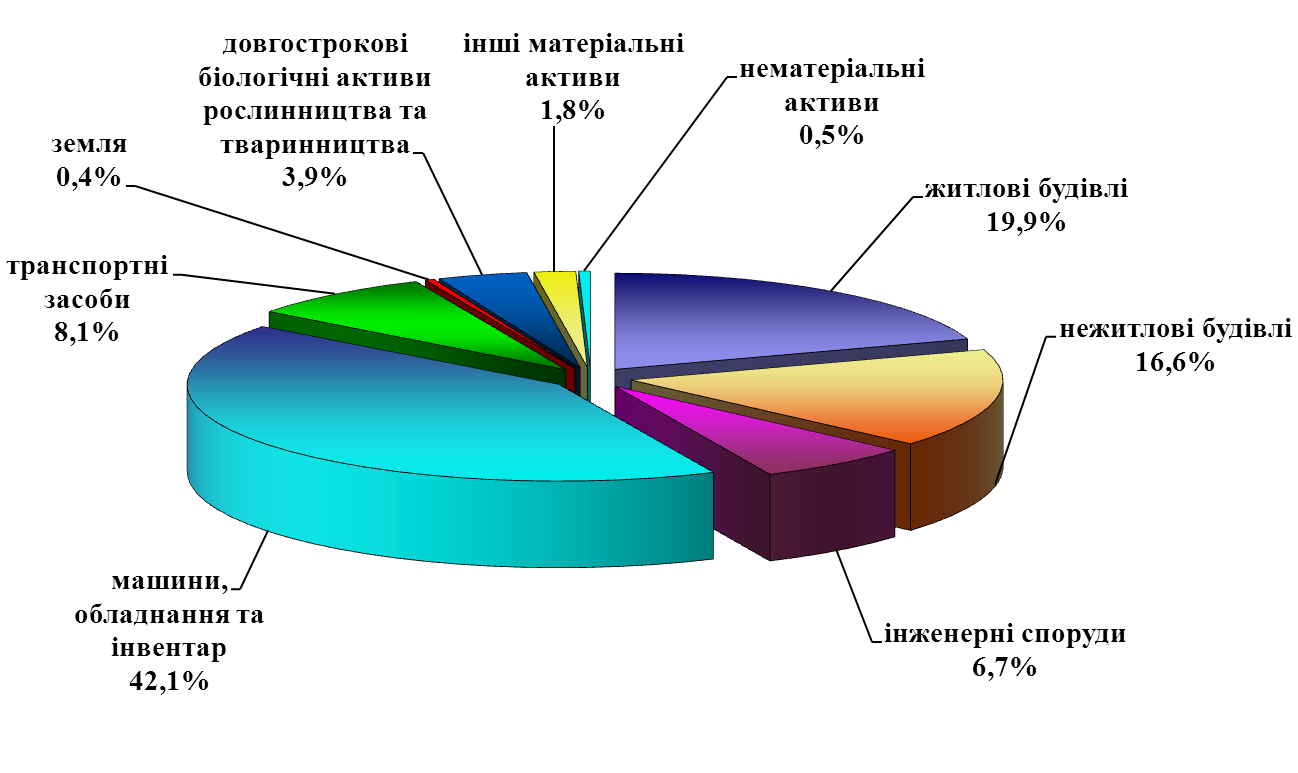 довгострокові
біологічні активи
рослинництва та
тваринництва
3,9%
інші матеріальні
активи
1,8%
нематеріальні
активи
0,5%
земля
0,4%
житлові будівлі
19,9%
транспортні
засоби
8,1%
нежитлові будівлі
16,6%
машини,
обладнання та
інвентар
42,1%
інженерні споруди
6,7%